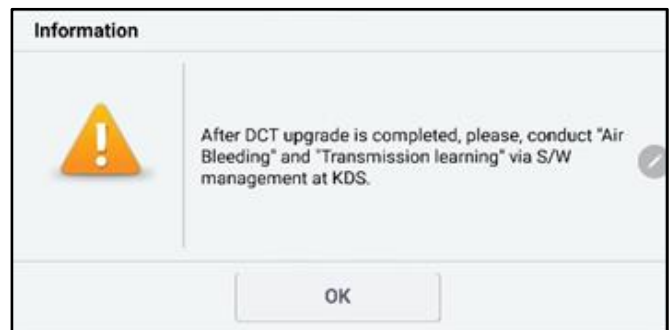 Information
After DCT upgrade is completed, please, conduct "Air
Bleeding" and "Transmission learning" via S/W
management at KDS.
OK